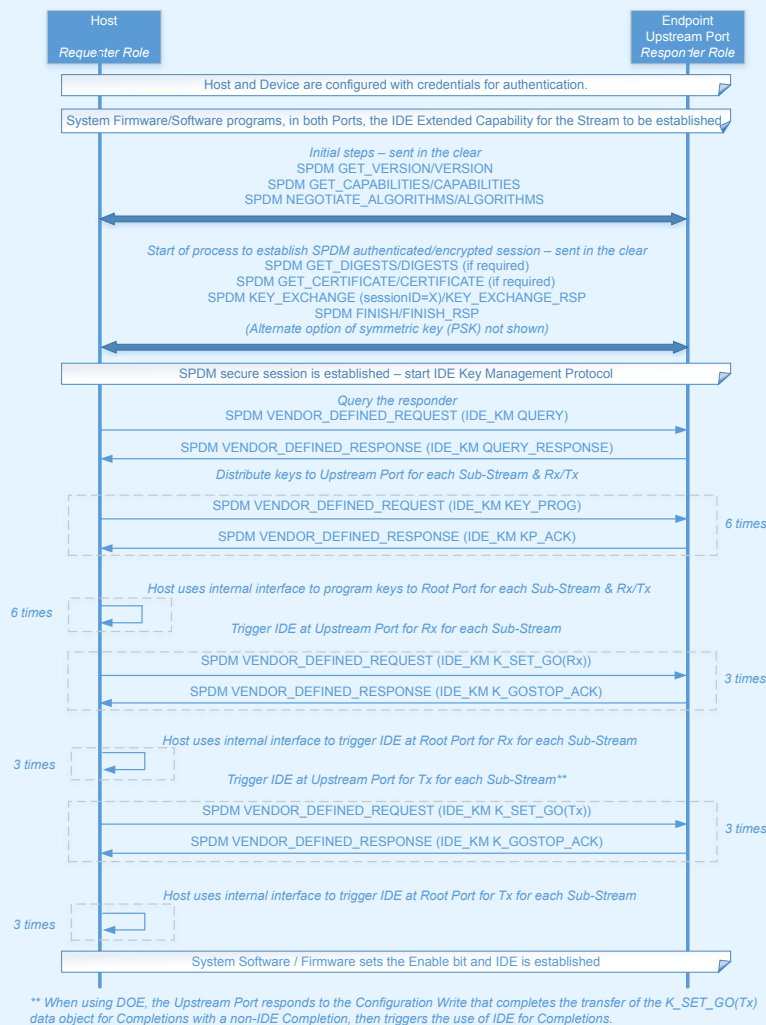 Host
Requester Role
Endpoint
Upstream Port
Responder Role
Host and Device are configured with credentials for authentication.
System Firmware/Software programs, in both Ports, the IDE Extended Capability for the Stream to be established
Initial steps – sent in the clear
SPDM GET_VERSION/VERSION
SPDM GET_CAPABILITIES/CAPABILITIES
SPDM NEGOTIATE_ALGORITHMS/ALGORITHMS
Start of process to establish SPDM authenticated/encrypted session – sent in the clear
SPDM GET_DIGESTS/DIGESTS (if required)
SPDM GET_CERTIFICATE/CERTIFICATE (if required)
SPDM KEY_EXCHANGE (sessionID=X)/KEY_EXCHANGE_RSP
SPDM FINISH/FINISH_RSP
(Alternate option of symmetric key (PSK) not shown)
SPDM secure session is established – start IDE Key Management Protocol
Query the responder
SPDM VENDOR_DEFINED_REQUEST (IDE_KM QUERY)
SPDM VENDOR_DEFINED_RESPONSE (IDE_KM QUERY_RESPONSE)
Distribute keys to Upstream Port for each Sub-Stream & Rx/Tx
SPDM VENDOR_DEFINED_REQUEST (IDE_KM KEY_PROG)
6 times
SPDM VENDOR_DEFINED_RESPONSE (IDE_KM KP_ACK)
Host uses internal interface to program keys to Root Port for each Sub-Stream & Rx/Tx
6 times
Trigger IDE at Upstream Port for Rx for each Sub-Stream
SPDM VENDOR_DEFINED_REQUEST (IDE_KM K_SET_GO(Rx))
3 times
SPDM VENDOR_DEFINED_RESPONSE (IDE_KM K_GOSTOP_ACK)
Host uses internal interface to trigger IDE at Root Port for Rx for each Sub-Stream
3 times
Trigger IDE at Upstream Port for Tx for each Sub-Stream**
SPDM VENDOR_DEFINED_REQUEST (IDE_KM K_SET_GO(Tx))
3 times
SPDM VENDOR_DEFINED_RESPONSE (IDE_KM K_GOSTOP_ACK)
Host uses internal interface to trigger IDE at Root Port for Tx for each Sub-Stream
3 times
System Software / Firmware sets the Enable bit and IDE is established
** When using DOE, the Upstream Port responds to the Configuration Write that completes the transfer of the K_SET_GO(Tx)
data object for Completions with a non-IDE Completion, then triggers the use of IDE for Completions.